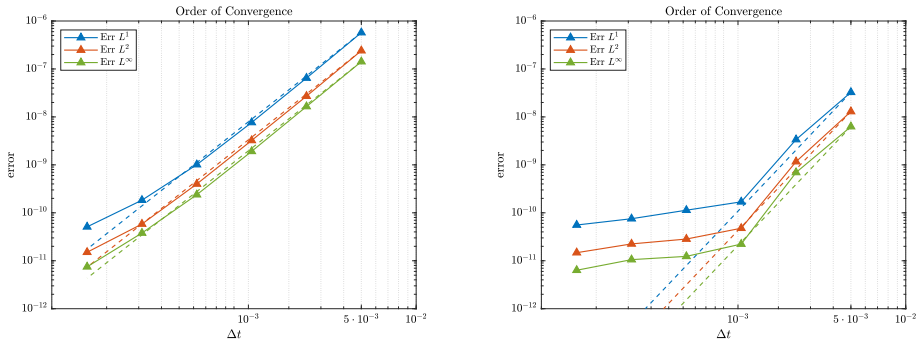 Order of Convergence
10⁻⁶
10⁻⁷
10⁻⁸
10⁻⁹
10⁻¹⁰
10⁻¹¹
10⁻¹²
error
Err L¹
Err L²
Err L^∞
10⁻³
5 · 10⁻³
10⁻²
Δt
Order of Convergence
10⁻⁶
10⁻⁷
10⁻⁸
10⁻⁹
10⁻¹⁰
10⁻¹¹
10⁻¹²
error
Err L¹
Err L²
Err L^∞
10⁻³
5 · 10⁻³
10⁻²
Δt